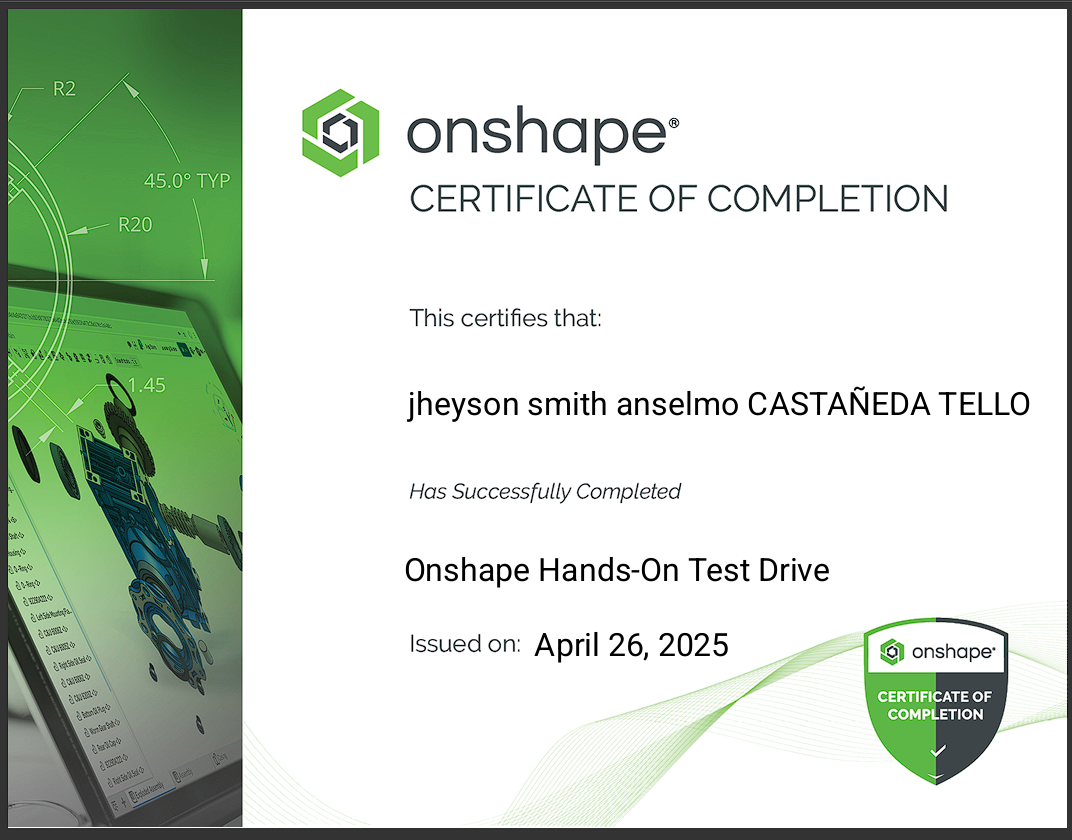 R2
45.0° TYP
R20
1.45
onshape®
CERTIFICATE OF COMPLETION
This certifies that:
jheyson smith anselmo CASTAÑEDA TELLO
Has Successfully Completed
Onshape Hands-On Test Drive
Issued on: April 26, 2025
onshape®
CERTIFICATE OF
COMPLETION